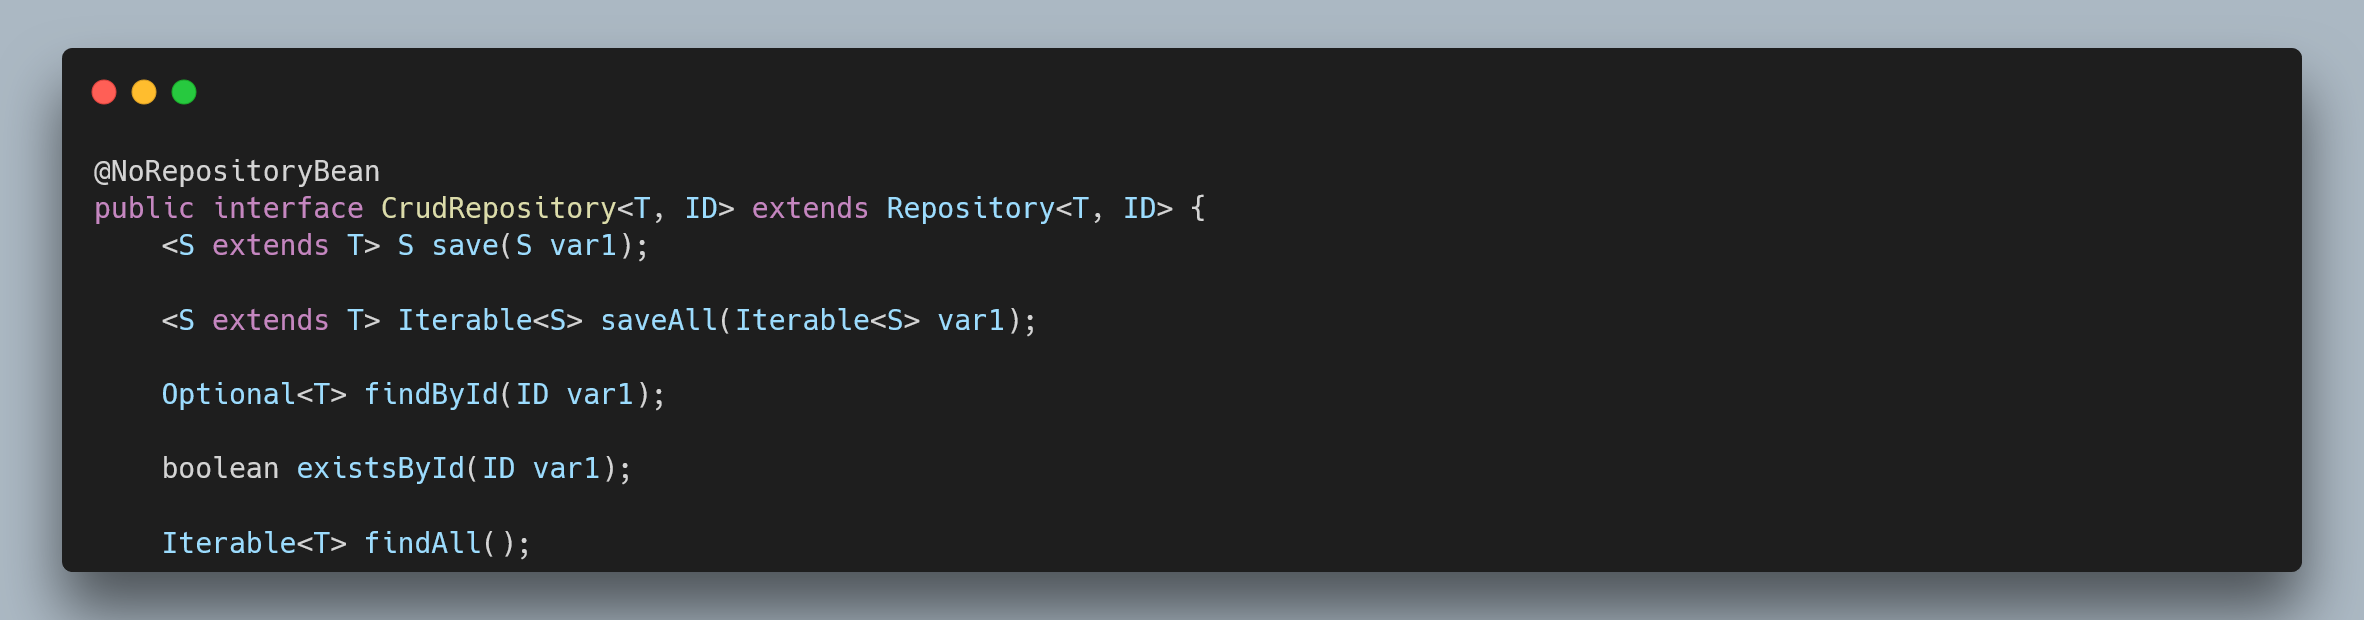 @NoRepositoryBean
public interface CrudRepository<T, ID> extends Repository<T, ID> {
    <S extends T> S save(S var1);

    <S extends T> Iterable<S> saveAll(Iterable<S> var1);

    Optional<T> findById(ID var1);

    boolean existsById(ID var1);

    Iterable<T> findAll();